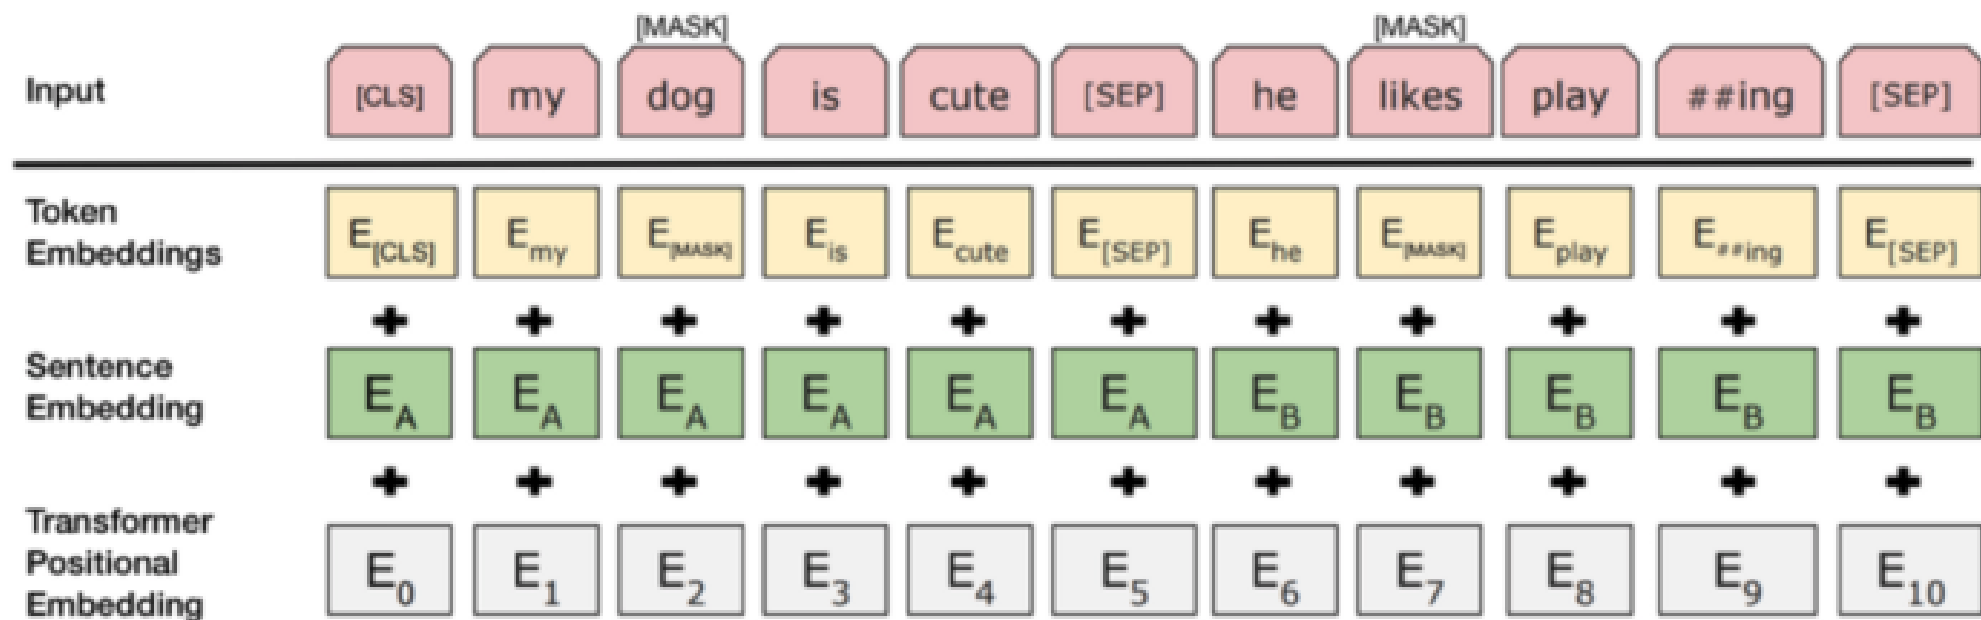 [MASK] [MASK]
Input [CLS] my dog is cute [SEP] he likes play ##ing [SEP]
Token
Embeddings
E[CLS] Emy E[MASK] Eis Ecute E[SEP] Ehe E[MASK] Eplay E##ing E[SEP]
+ + + + + + + + + + +
Sentence
Embedding
EA EA EA EA EA EA EB EB EB EB EB
+ + + + + + + + + + +
Transformer
Positional
Embedding
E0 E1 E2 E3 E4 E5 E6 E7 E8 E9 E10